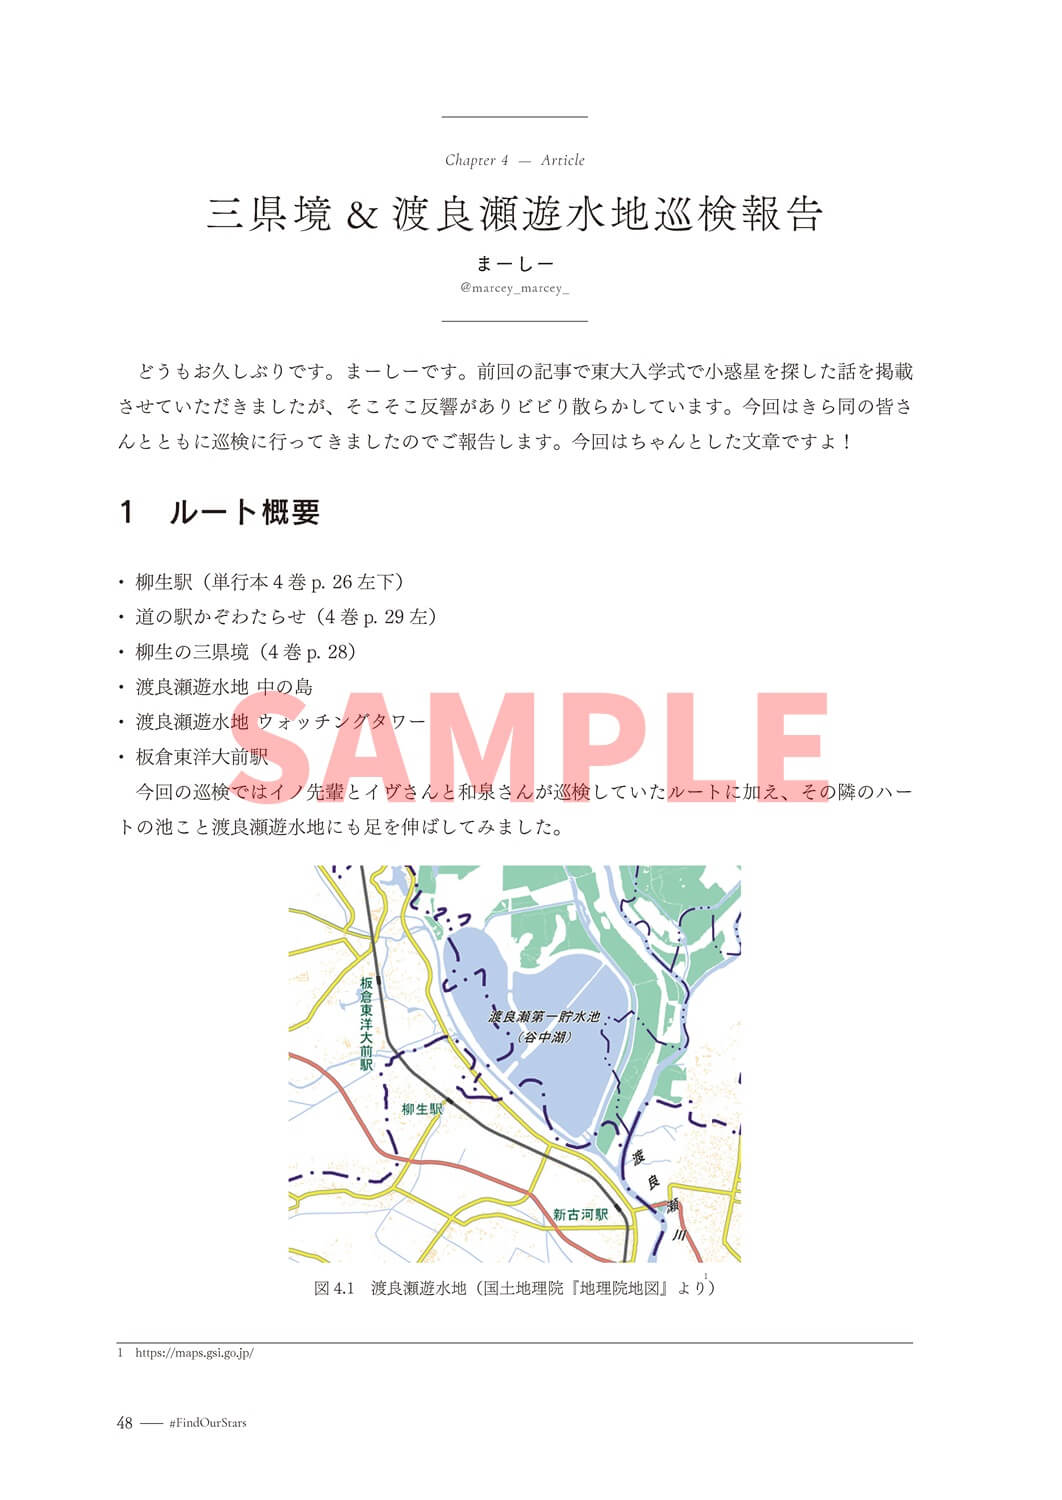 Chapter 4 — Article
三県境 & 渡良瀬遊水地巡検報告
まーしー
@marcey_marcey_
どうもお久しぶりです。まーしーです。前回の記事で東大入学式で小惑星を探した話を掲載
させていただきましたが、そこそこ反響がありビビり散らかしています。今回はきら同の皆さ
んとともに巡検に行ってきましたのでご報告します。今回はちゃんとした文章ですよ！
1 ルート概要
・柳生駅（単行本 4 巻 p. 26 左下）
・道の駅かぞわたらせ（4 巻 p. 29 左）
・柳生の三県境（4 巻 p. 28）
・渡良瀬遊水地 中の島
・渡良瀬遊水地 ウォッチングタワー
・板倉東洋大前駅
今回の巡検ではイノ先輩とイヴさんと和泉さんが巡検していたルートに加え、その隣のハー
トの池こと渡良瀬遊水地にも足を伸ばしてみました。
SAMPLE
板倉東洋大前駅
渡良瀬第一貯水池
（谷中湖）
柳生駅
渡良瀬川
新古河駅
図 4.1 渡良瀬遊水地（国土地理院『地理院地図』より1）
1 https://maps.gsi.go.jp/
48 — #FindOurStars